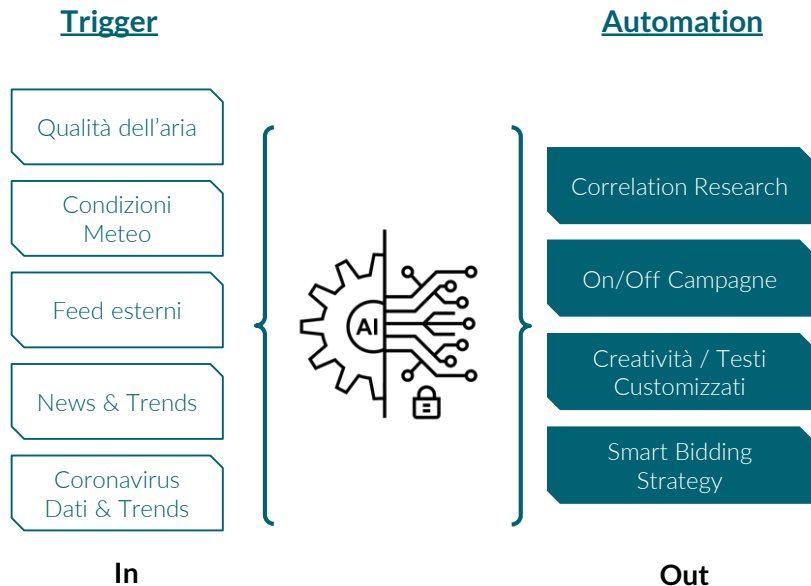 Trigger
Automation
Qualità dell’aria
Condizioni
Meteo
Feed esterni
News & Trends
Coronavirus
Dati & Trends
AI
Correlation Research
On/Off Campagne
Creatività / Testi
Customizzati
Smart Bidding
Strategy
In
Out